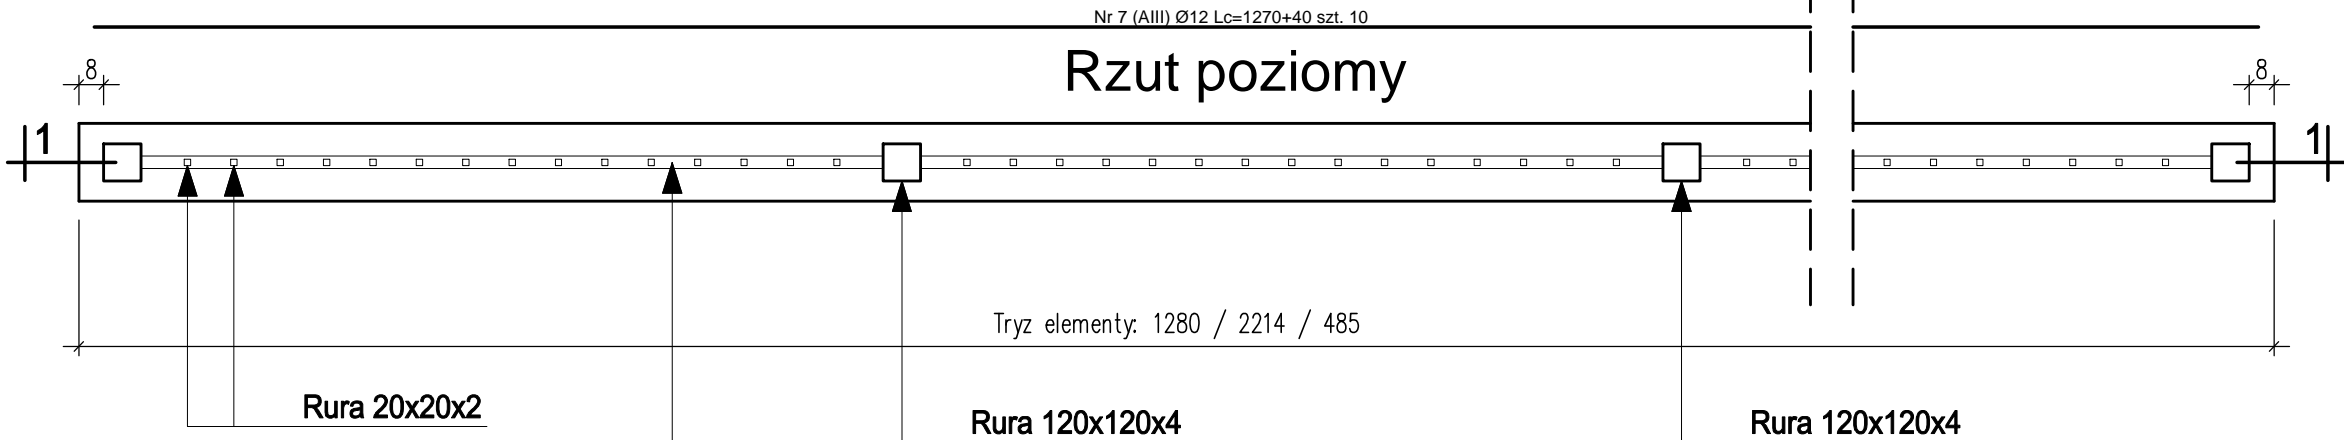 Nr 7 (AIII) Ø12 Lc=1270+40 szt. 10
Rzut poziomy
8
8
1
1
Tryz elementy: 1280 / 2214 / 485
Rura 20x20x2
Rura 120x120x4
Rura 120x120x4